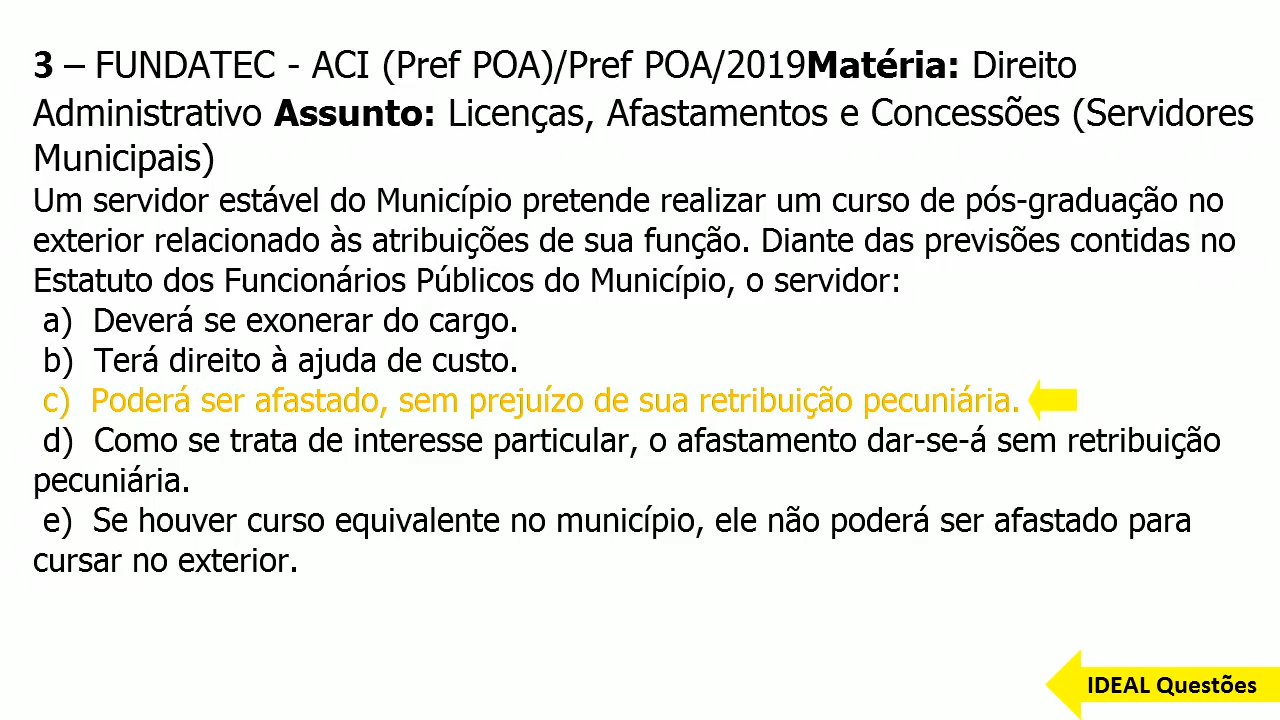 3 – FUNDATEC - ACI (Pref POA)/Pref POA/2019Matéria: Direito
Administrativo Assunto: Licenças, Afastamentos e Concessões (Servidores
Municipais)
Um servidor estável do Município pretende realizar um curso de pós-graduação no
exterior relacionado às atribuições de sua função. Diante das previsões contidas no
Estatuto dos Funcionários Públicos do Município, o servidor:
a) Deverá se exonerar do cargo.
b) Terá direito à ajuda de custo.
c) Poderá ser afastado, sem prejuízo de sua retribuição pecuniária.
d) Como se trata de interesse particular, o afastamento dar-se-á sem retribuição
pecuniária.
e) Se houver curso equivalente no município, ele não poderá ser afastado para
cursar no exterior.
IDEAL Questões